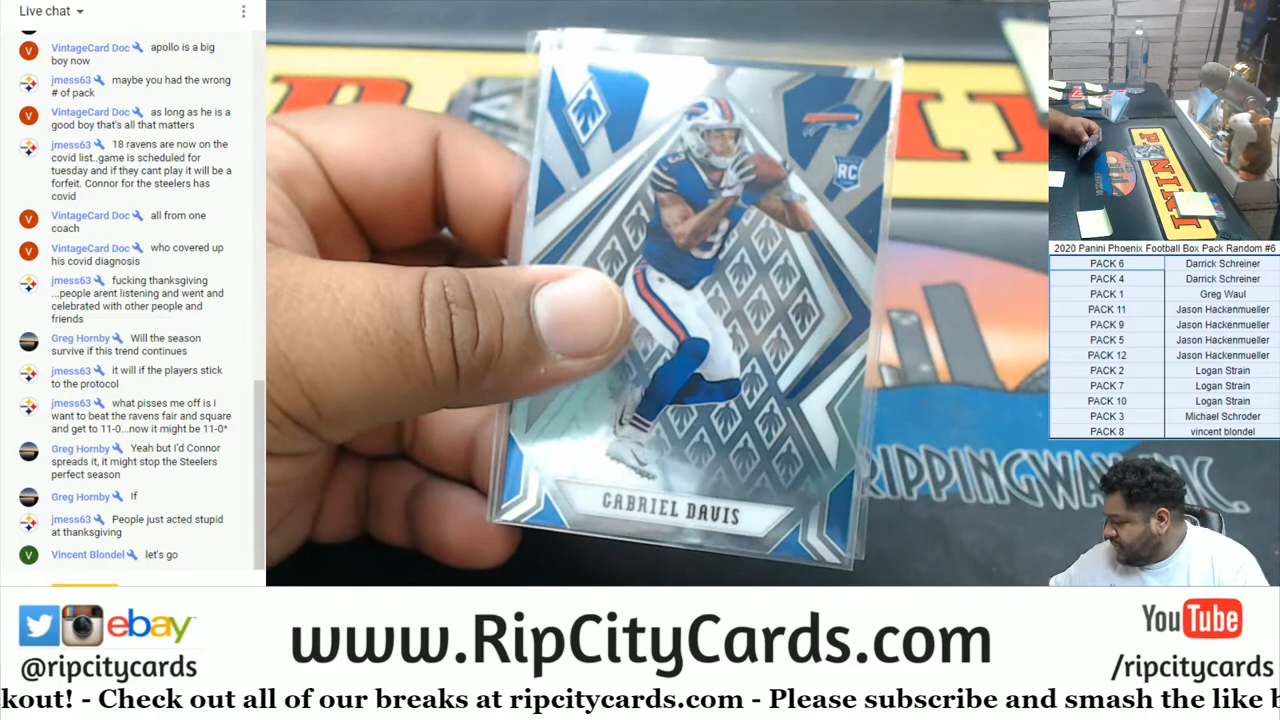 Live chat
VintageCard Doc apollo is a big
boy now
jmess63 maybe you had the wrong
# of pack
VintageCard Doc as long as he is a
good boy that's all that matters
jmess63 18 ravens are now on the
covid list..game is scheduled for
tuesday and if they cant play it will be a
forfeit. Connor for the steelers has
covid
VintageCard Doc all from one
coach
VintageCard Doc who covered up
his covid diagnosis
jmess63 fucking thanksgiving
...people arent listening and went and
celebrated with other people and
friends
Greg Hornby Will the season
survive if this trend continues
jmess63 it will if the players stick
to the protocol
jmess63 what pisses me off is I
want to beat the ravens fair and square
and get to 11-0...now it might be 11-0*
Greg Hornby Yeah but I'd Connor
spreads it, it might stop the Steelers
perfect season
Greg Hornby If
jmess63 People just acted stupid
at thanksgiving
Vincent Blondel let's go
RC
GABRIEL DAVIS
RIPPINGWAX, INC.
PANINI
2020 Panini Phoenix Football Box Pack Random #6
PACK 6 Darrick Schreiner
PACK 4 Darrick Schreiner
PACK 1 Greg Waul
PACK 11 Jason Hackenmueller
PACK 9 Jason Hackenmueller
PACK 5 Jason Hackenmueller
PACK 12 Jason Hackenmueller
PACK 2 Logan Strain
PACK 7 Logan Strain
PACK 10 Logan Strain
PACK 3 Michael Schroder
PACK 8 vincent blondel
ebay
@ripcitycards
www.RipCityCards.com
YouTube
/ripcitycards
ckout! - Check out all of our breaks at ripcitycards.com - Please subscribe and smash the like b